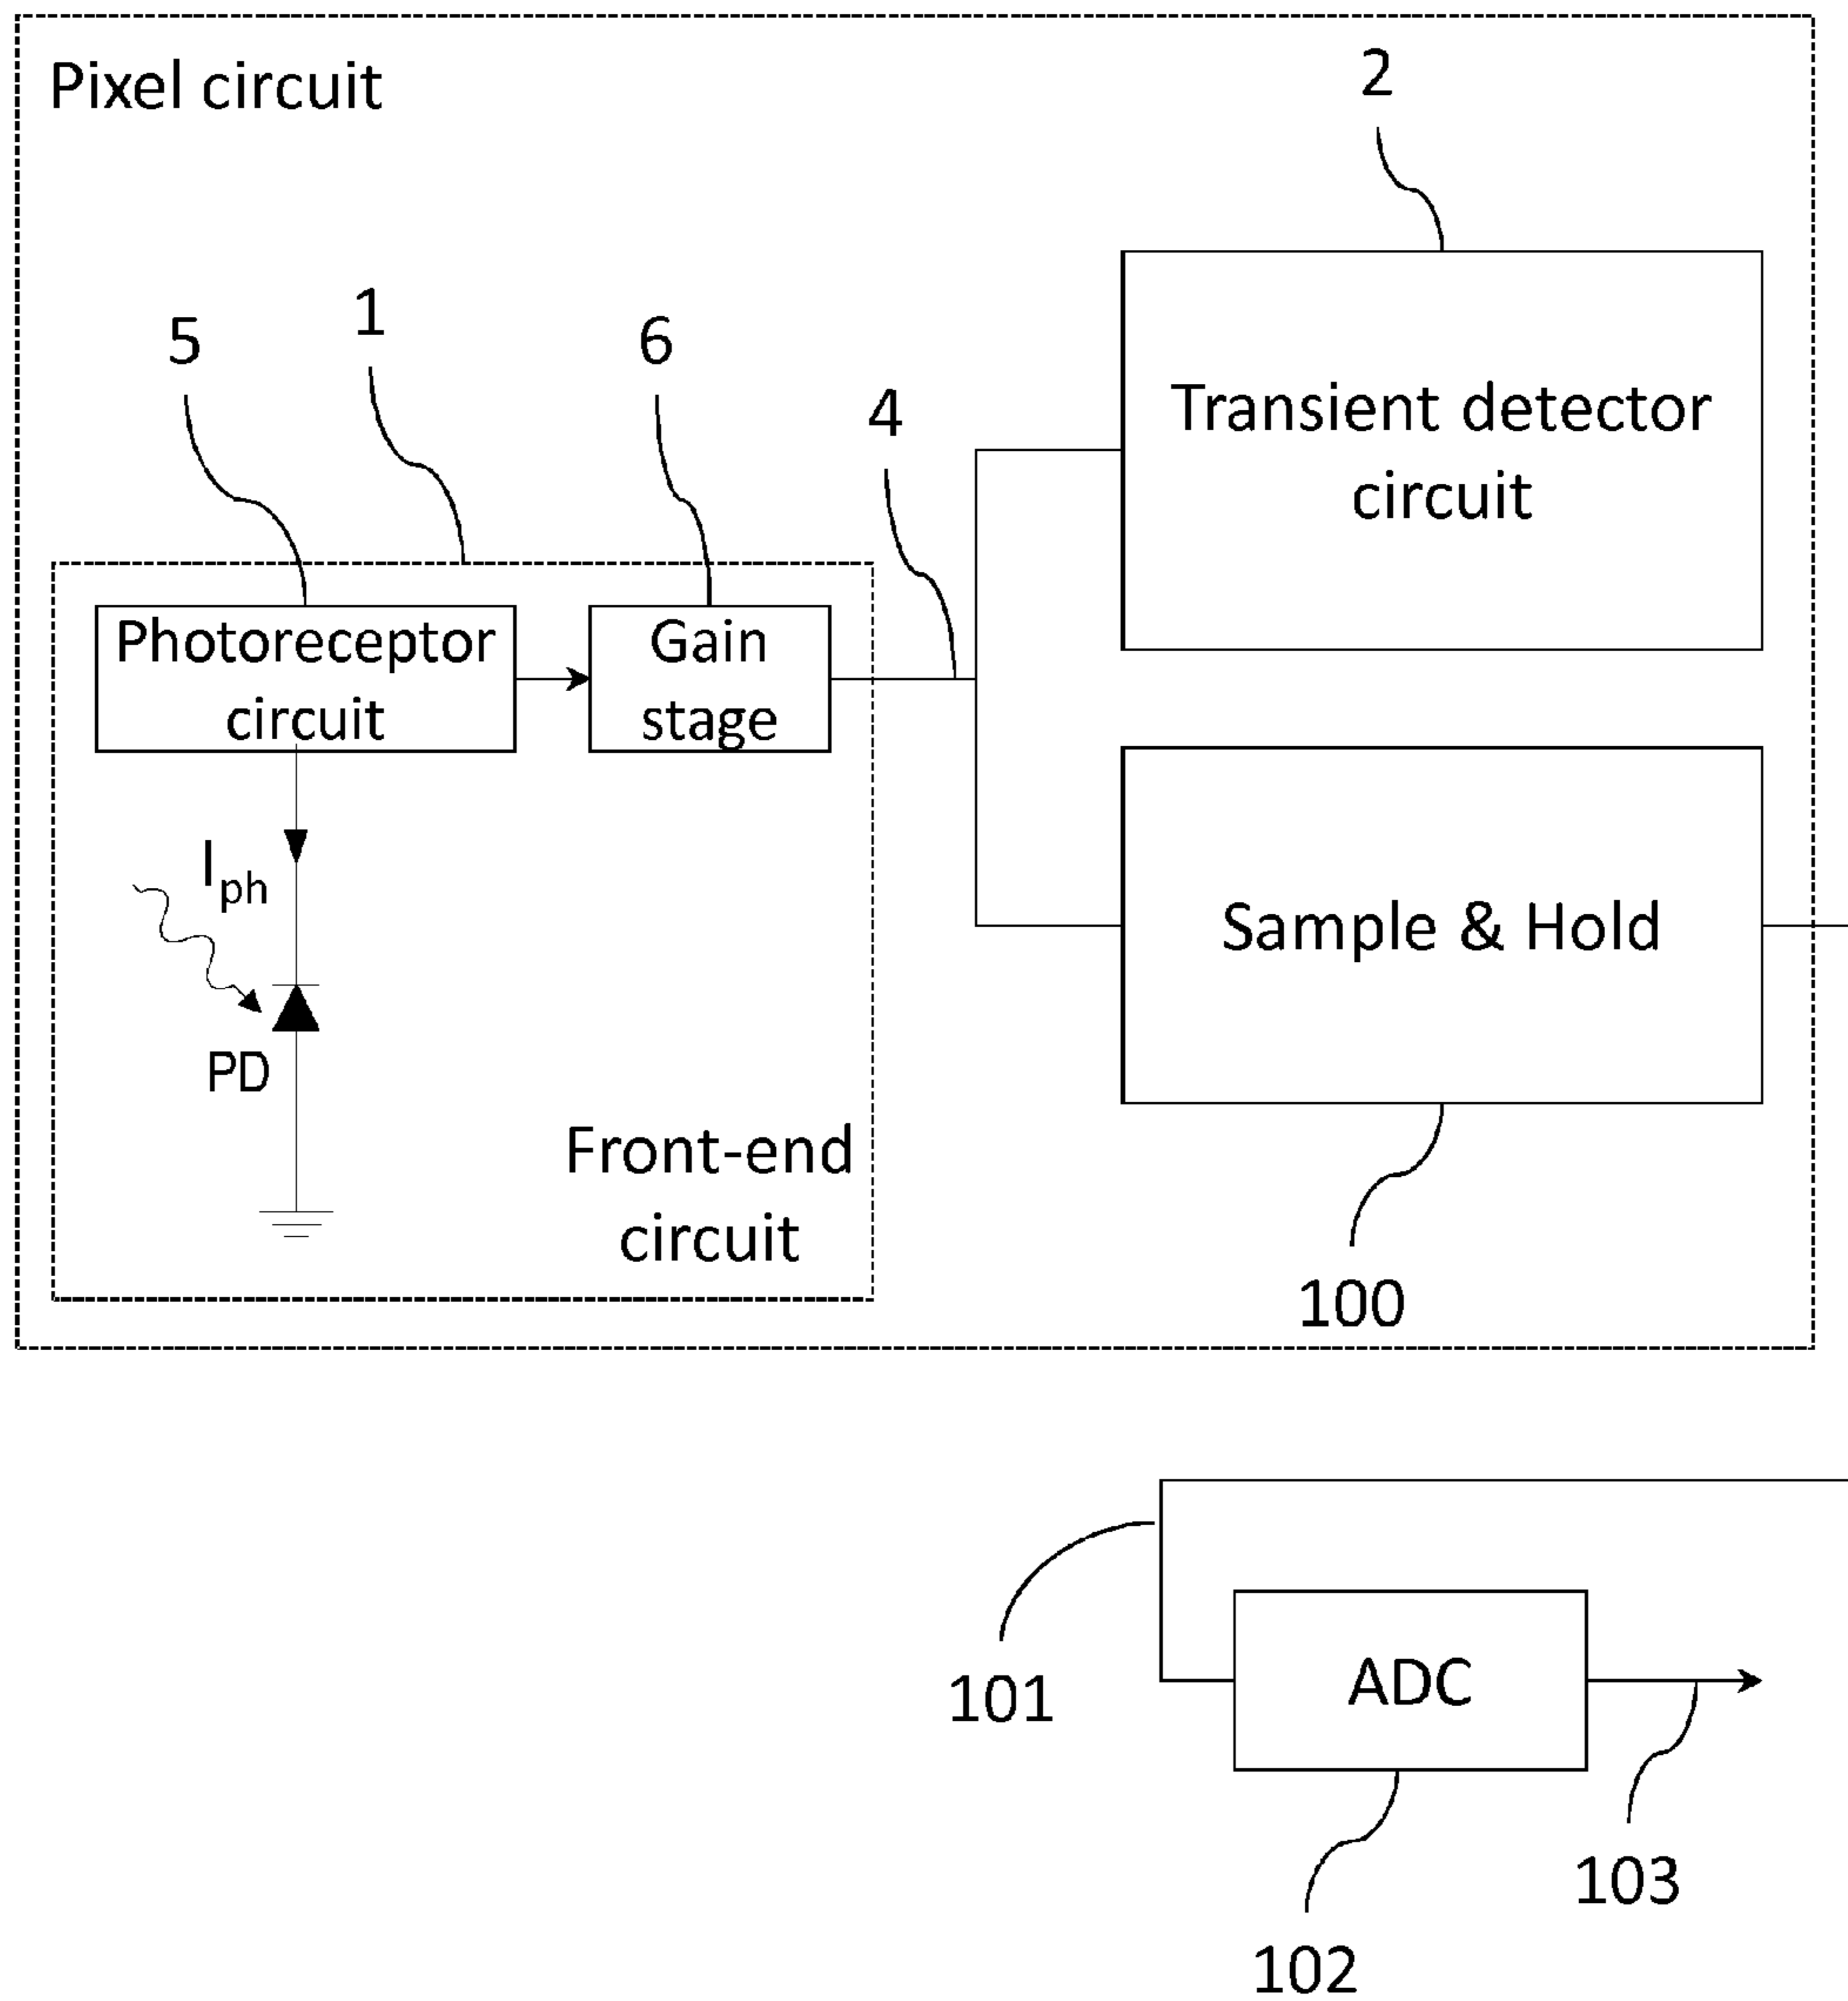 Pixel circuit
2
5
1
6
4
Transient detector
circuit
Photoreceptor
circuit
Gain
stage
Iph
PD
Sample & Hold
Front-end
circuit
100
101
ADC
103
102